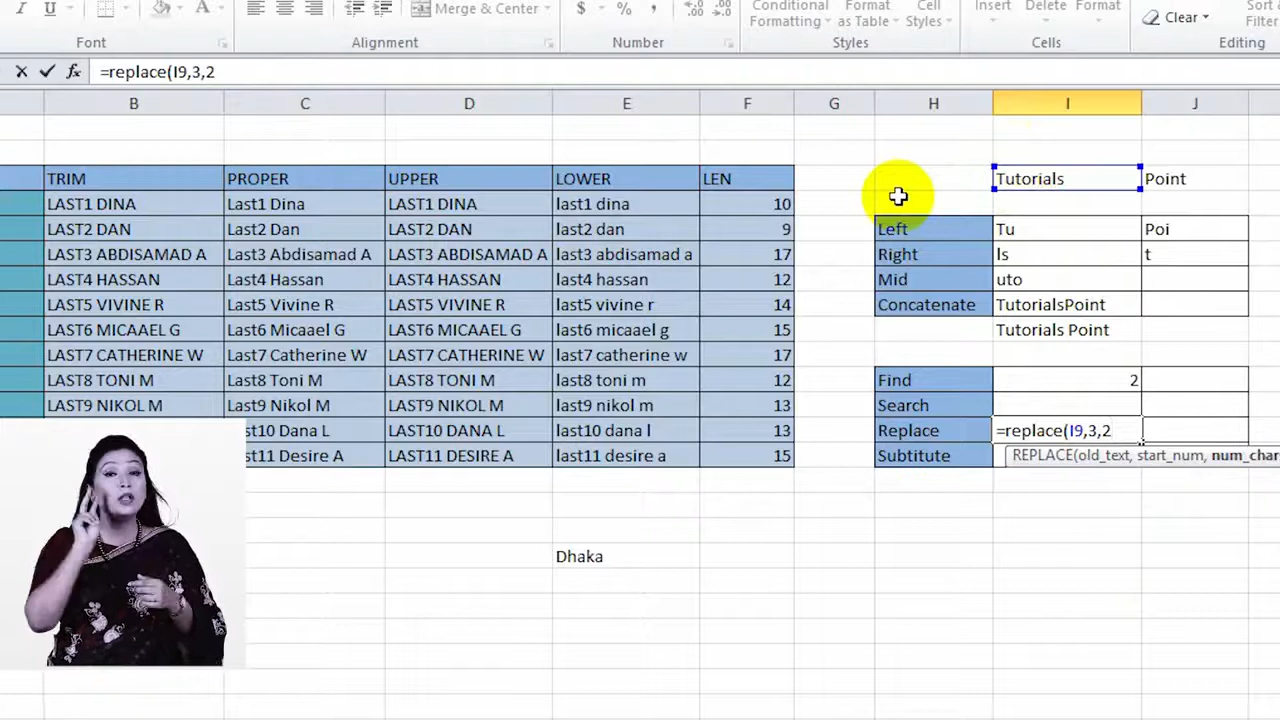 I U A Merge & Center $ % , .00 .00 Conditional Format Cell Insert Delete Format Clear Sort &
Formatting as Table Styles Filter
Font Alignment Number Styles Cells Editing
fx =replace(I9,3,2
B C D E F G H I J
TRIM PROPER UPPER LOWER LEN Tutorials Point
LAST1 DINA Last1 Dina LAST1 DINA last1 dina 10
LAST2 DAN Last2 Dan LAST2 DAN last2 dan 9 Left Tu Poi
LAST3 ABDISAMAD A Last3 Abdisamad A LAST3 ABDISAMAD A last3 abdisamad a 17 Right ls t
LAST4 HASSAN Last4 Hassan LAST4 HASSAN last4 hassan 12 Mid uto
LAST5 VIVINE R Last5 Vivine R LAST5 VIVINE R last5 vivine r 14 Concatenate TutorialsPoint
LAST6 MICAAEL G Last6 Micaael G LAST6 MICAAEL G last6 micaael g 15 Tutorials Point
LAST7 CATHERINE W Last7 Catherine W LAST7 CATHERINE W last7 catherine w 17
LAST8 TONI M Last8 Toni M LAST8 TONI M last8 toni m 12 Find 2
LAST9 NIKOL M Last9 Nikol M LAST9 NIKOL M last9 nikol m 13 Search
ast10 Dana L LAST10 DANA L last10 dana l 13 Replace =replace(I9,3,2
ast11 Desire A LAST11 DESIRE A last11 desire a 15 Subtitute REPLACE(old_text, start_num, num_char
Dhaka